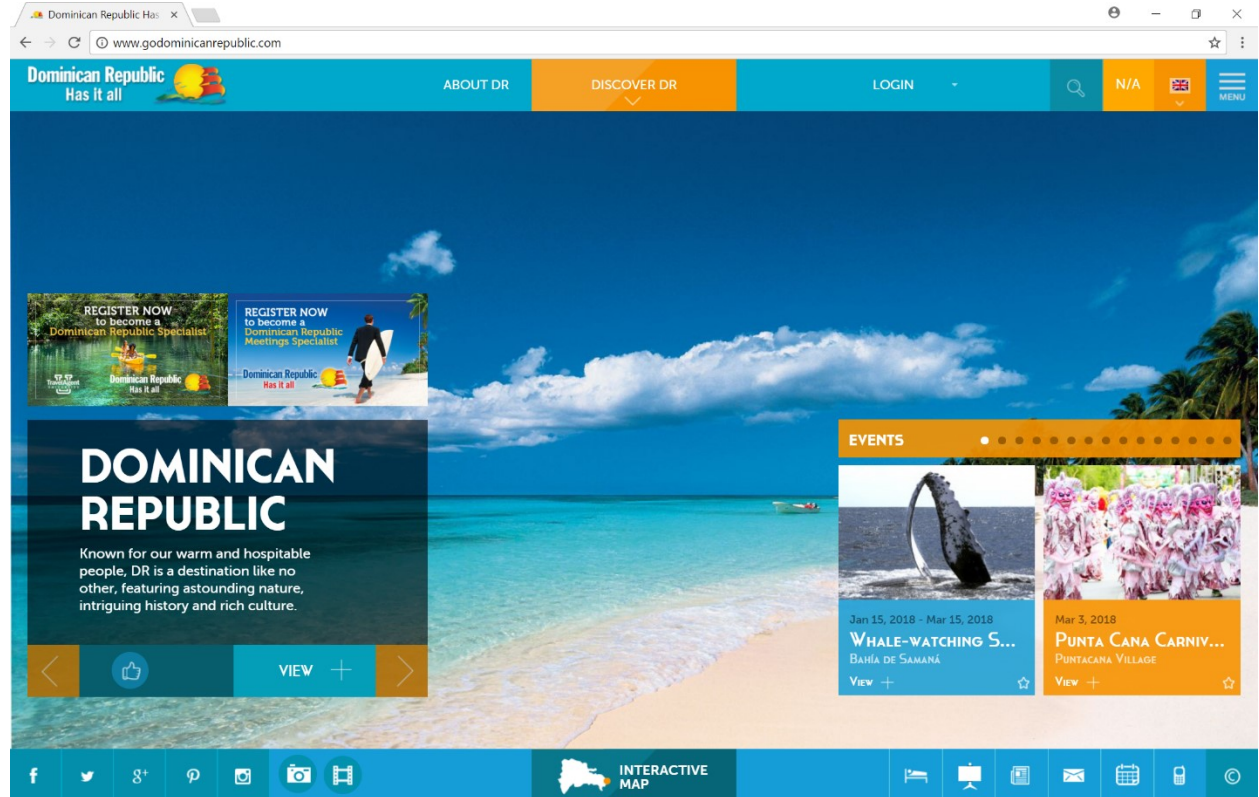 Dominican Republic Has
www.godominicanrepublic.com
Dominican Republic
Has it all
ABOUT DR
DISCOVER DR
LOGIN
N/A
MENU
REGISTER NOW
to become a
Dominican Republic Specialist
TravelAgent
Dominican Republic
Has it all
REGISTER NOW
to become a
Dominican Republic
Meetings Specialist
Dominican Republic
Has it all
DOMINICAN
REPUBLIC
Known for our warm and hospitable
people, DR is a destination like no
other, featuring astounding nature,
intriguing history and rich culture.
VIEW
EVENTS
Jan 15, 2018 - Mar 15, 2018
WHALE-WATCHING S...
BAHÍA DE SAMANÁ
VIEW
Mar 3, 2018
PUNTA CANA CARNIV...
PUNTACANA VILLAGE
VIEW
INTERACTIVE
MAP